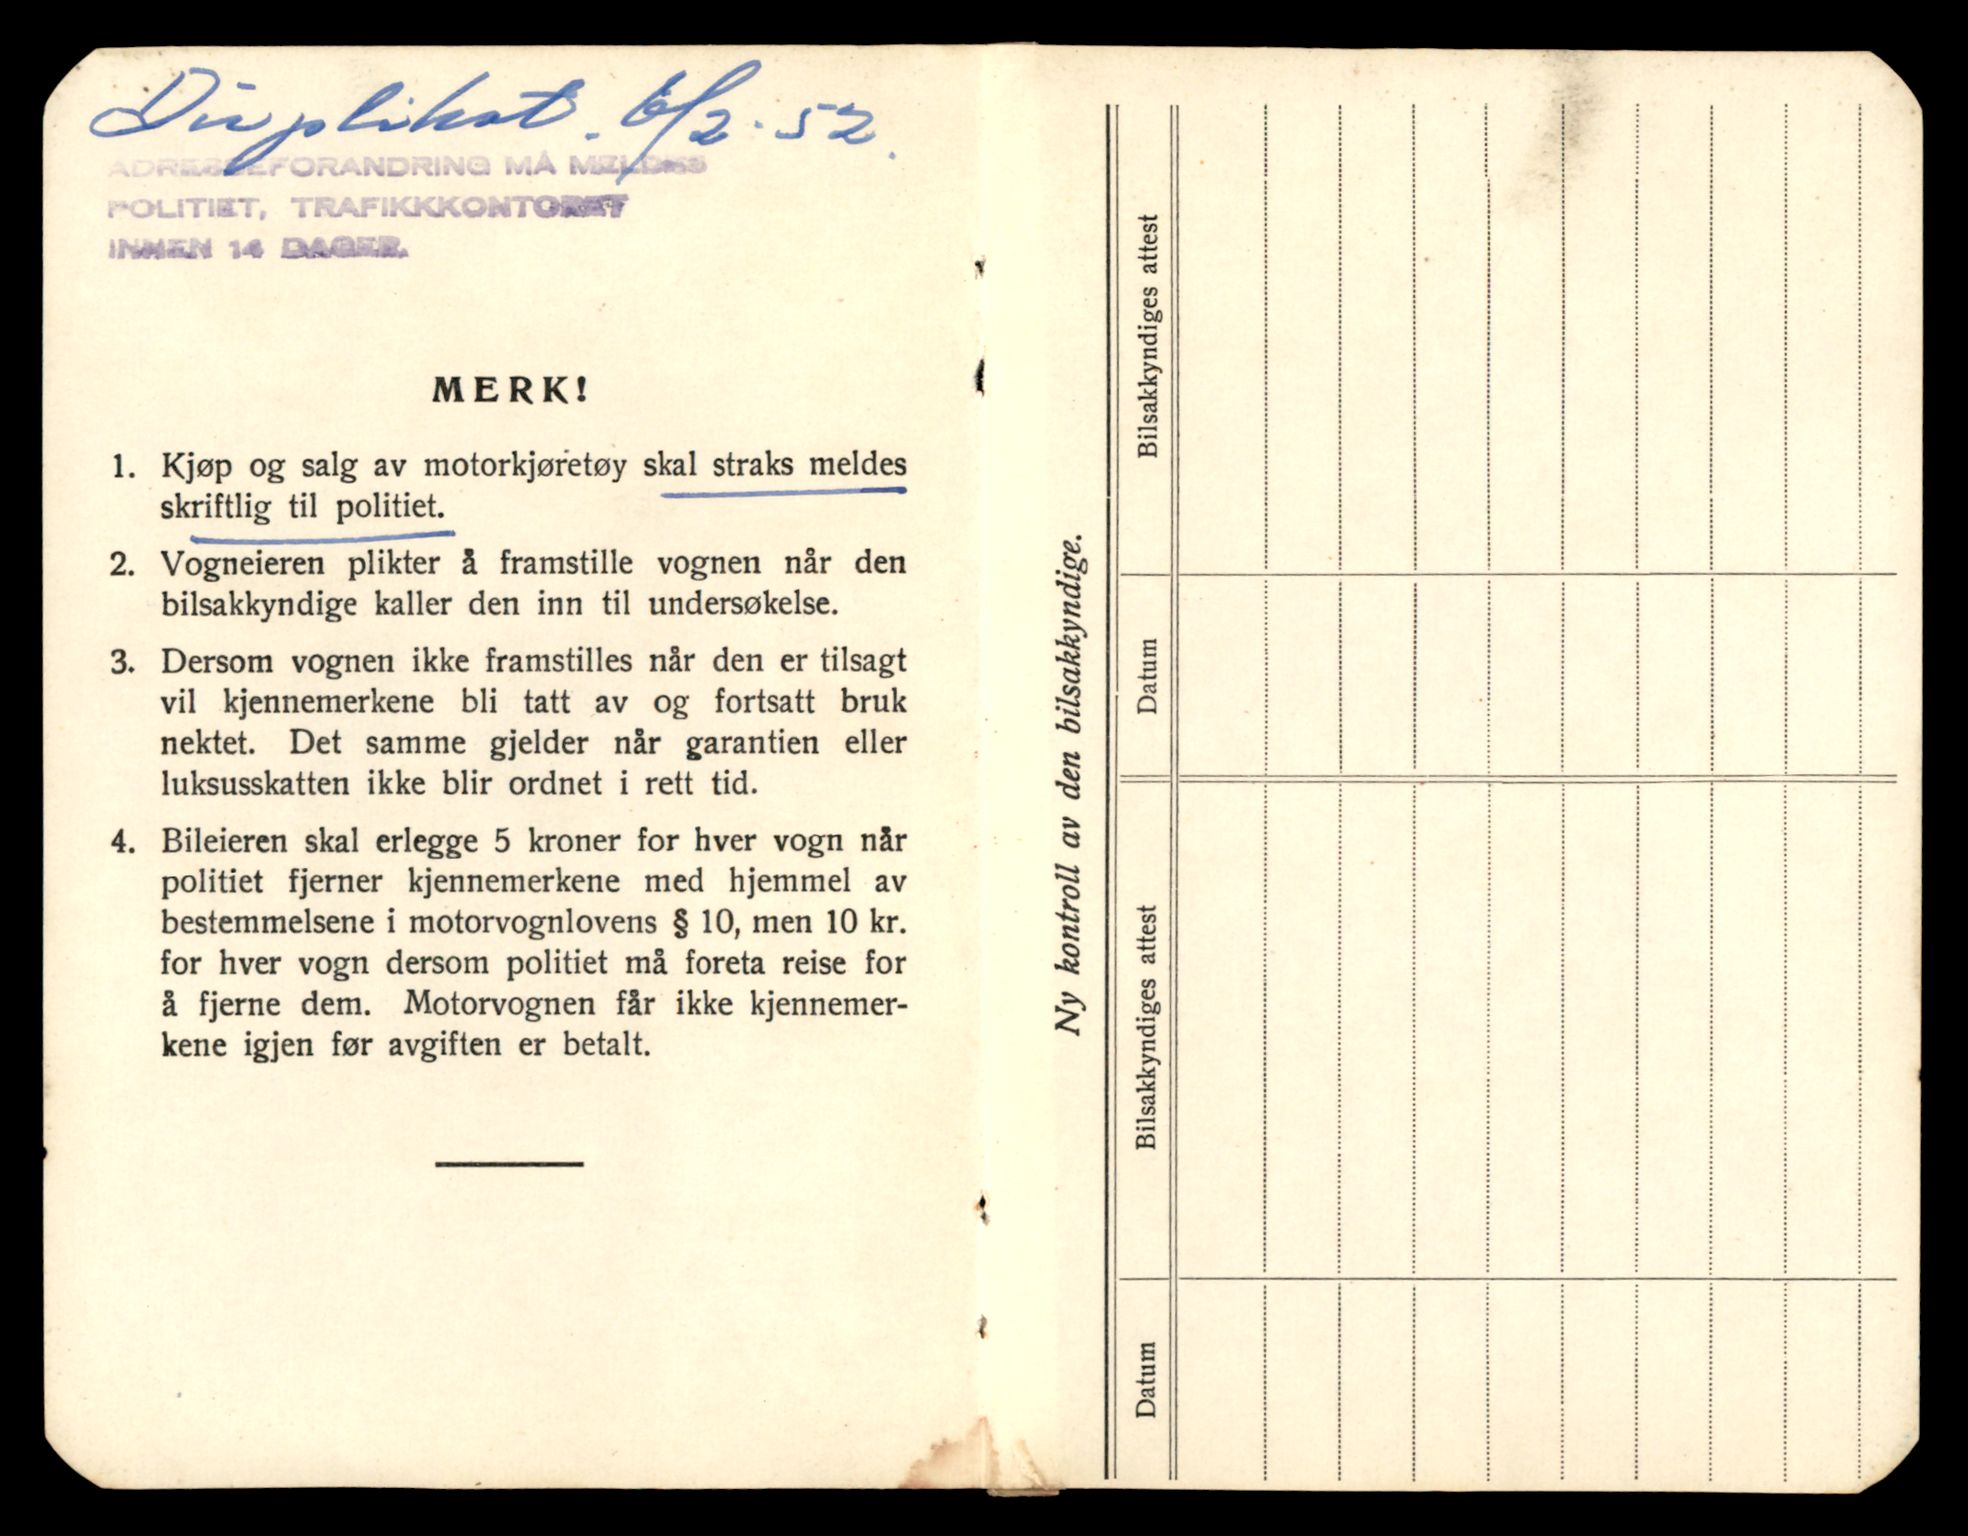 Duplikat. 6/2-52.
ADRESSEFORANDRING MÅ MELDES
POLITIET, TRAFIKKKONTORET
INNEN 14 DAGER.
MERK!
1. Kjøp og salg av motorkjøretøy skal straks meldes
skriftlig til politiet.
2. Vogneieren plikter å framstille vognen når den
bilsakkyndige kaller den inn til undersøkelse.
3. Dersom vognen ikke framstilles når den er tilsagt
vil kjennemerkene bli tatt av og fortsatt bruk
nektet. Det samme gjelder når garantien eller
luksusskatten ikke blir ordnet i rett tid.
4. Bileieren skal erlegge 5 kroner for hver vogn når
politiet fjerner kjennemerkene med hjemmel av
bestemmelsene i motorvognlovens § 10, men 10 kr.
for hver vogn dersom politiet må foreta reise for
å fjerne dem. Motorvognen får ikke kjennemer-
kene igjen før avgiften er betalt.
Ny kontroll av den bilsakkyndige.
Datum
Bilsakkyndiges attest
Datum
Bilsakkyndiges attest